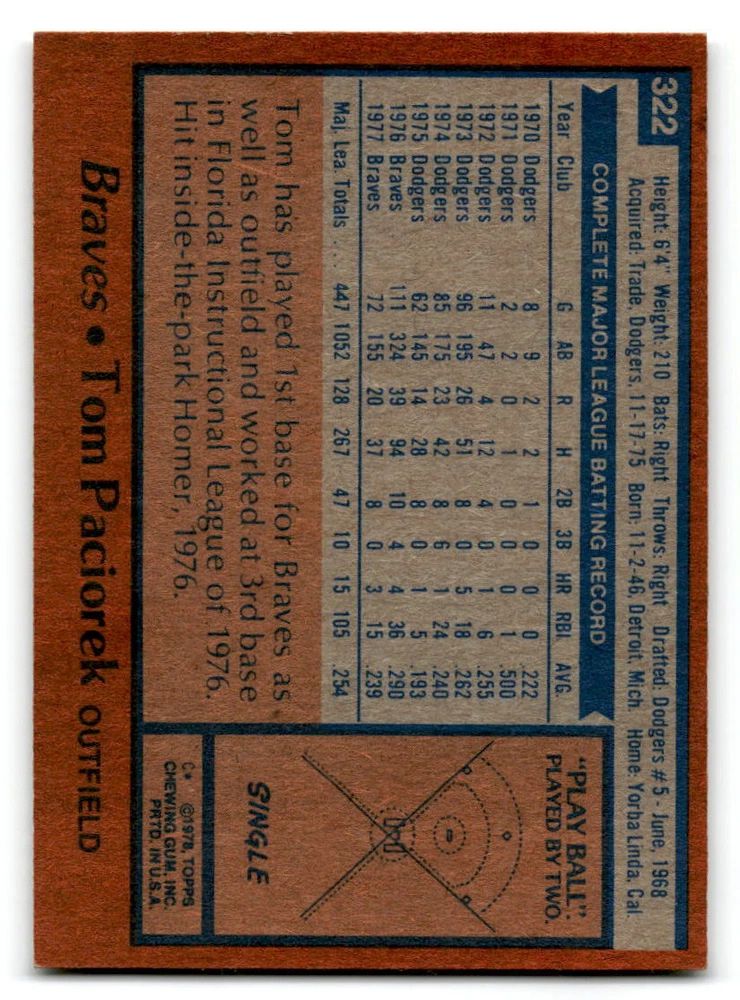 322
Height: 6'4" Weight: 210 Bats: Right Throws: Right Drafted: Dodgers #5 - June, 1968
Acquired: Trade, Dodgers, 11-17-75 Born: 11-2-46, Detroit, Mich. Home: Yorba Linda, Cal.
COMPLETE MAJOR LEAGUE BATTING RECORD
Year Club G AB R H 2B 3B HR RBI AVG.
1970 Dodgers 8 9 2 2 1 0 0 0 .222
1971 Dodgers 2 2 0 1 0 0 0 1 .500
1972 Dodgers 11 47 4 12 4 0 1 6 .255
1973 Dodgers 96 195 26 51 8 0 5 18 .262
1974 Dodgers 85 175 23 42 8 6 1 24 .240
1975 Dodgers 62 145 14 28 8 0 1 5 .193
1976 Braves 111 324 39 94 10 4 4 36 .290
1977 Braves 72 155 20 37 8 0 3 15 .239
Maj. Lea. Totals .... 447 1052 128 267 47 10 15 105 .254
Tom has played 1st base for Braves as
well as outfield and worked at 3rd base
in Florida Instructional League of 1976.
Hit inside-the-park Homer, 1976.
"PLAY BALL"
PLAYED BY TWO.
SINGLE
C* ©1978, TOPPS
CHEWING GUM, INC.
PRTD. IN U.S.A.
Braves • Tom Paciorek OUTFIELD